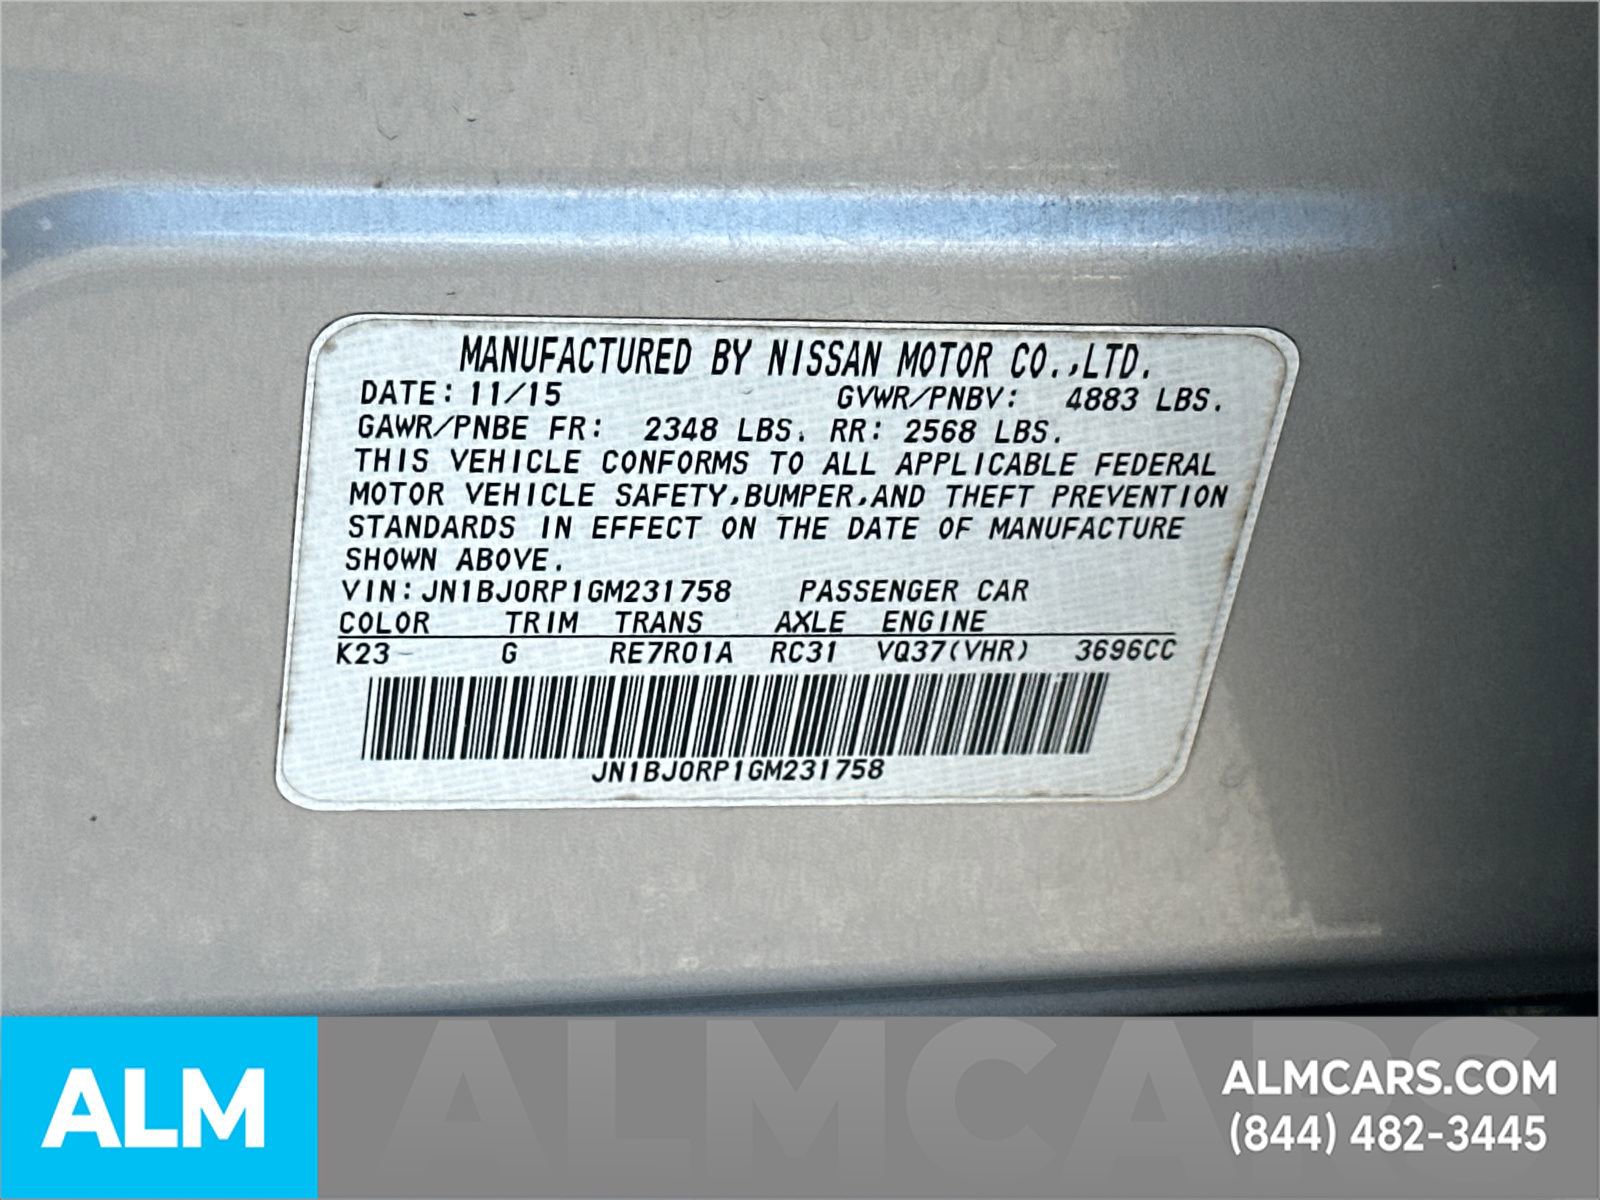 MANUFACTURED BY NISSAN MOTOR CO.,LTD.
DATE: 11/15 GVWR/PNBV: 4883 LBS.
GAWR/PNBE FR: 2348 LBS. RR: 2568 LBS.
THIS VEHICLE CONFORMS TO ALL APPLICABLE FEDERAL
MOTOR VEHICLE SAFETY,BUMPER,AND THEFT PREVENTION
STANDARDS IN EFFECT ON THE DATE OF MANUFACTURE
SHOWN ABOVE.
VIN:JN1BJ0RP1GM231758 PASSENGER CAR
COLOR TRIM TRANS AXLE ENGINE
K23 G RE7R01A RC31 VQ37(VHR) 3696CC
JN1BJ0RP1GM231758
ALM
ALMCARS
ALMCARS.COM
(844) 482-3445